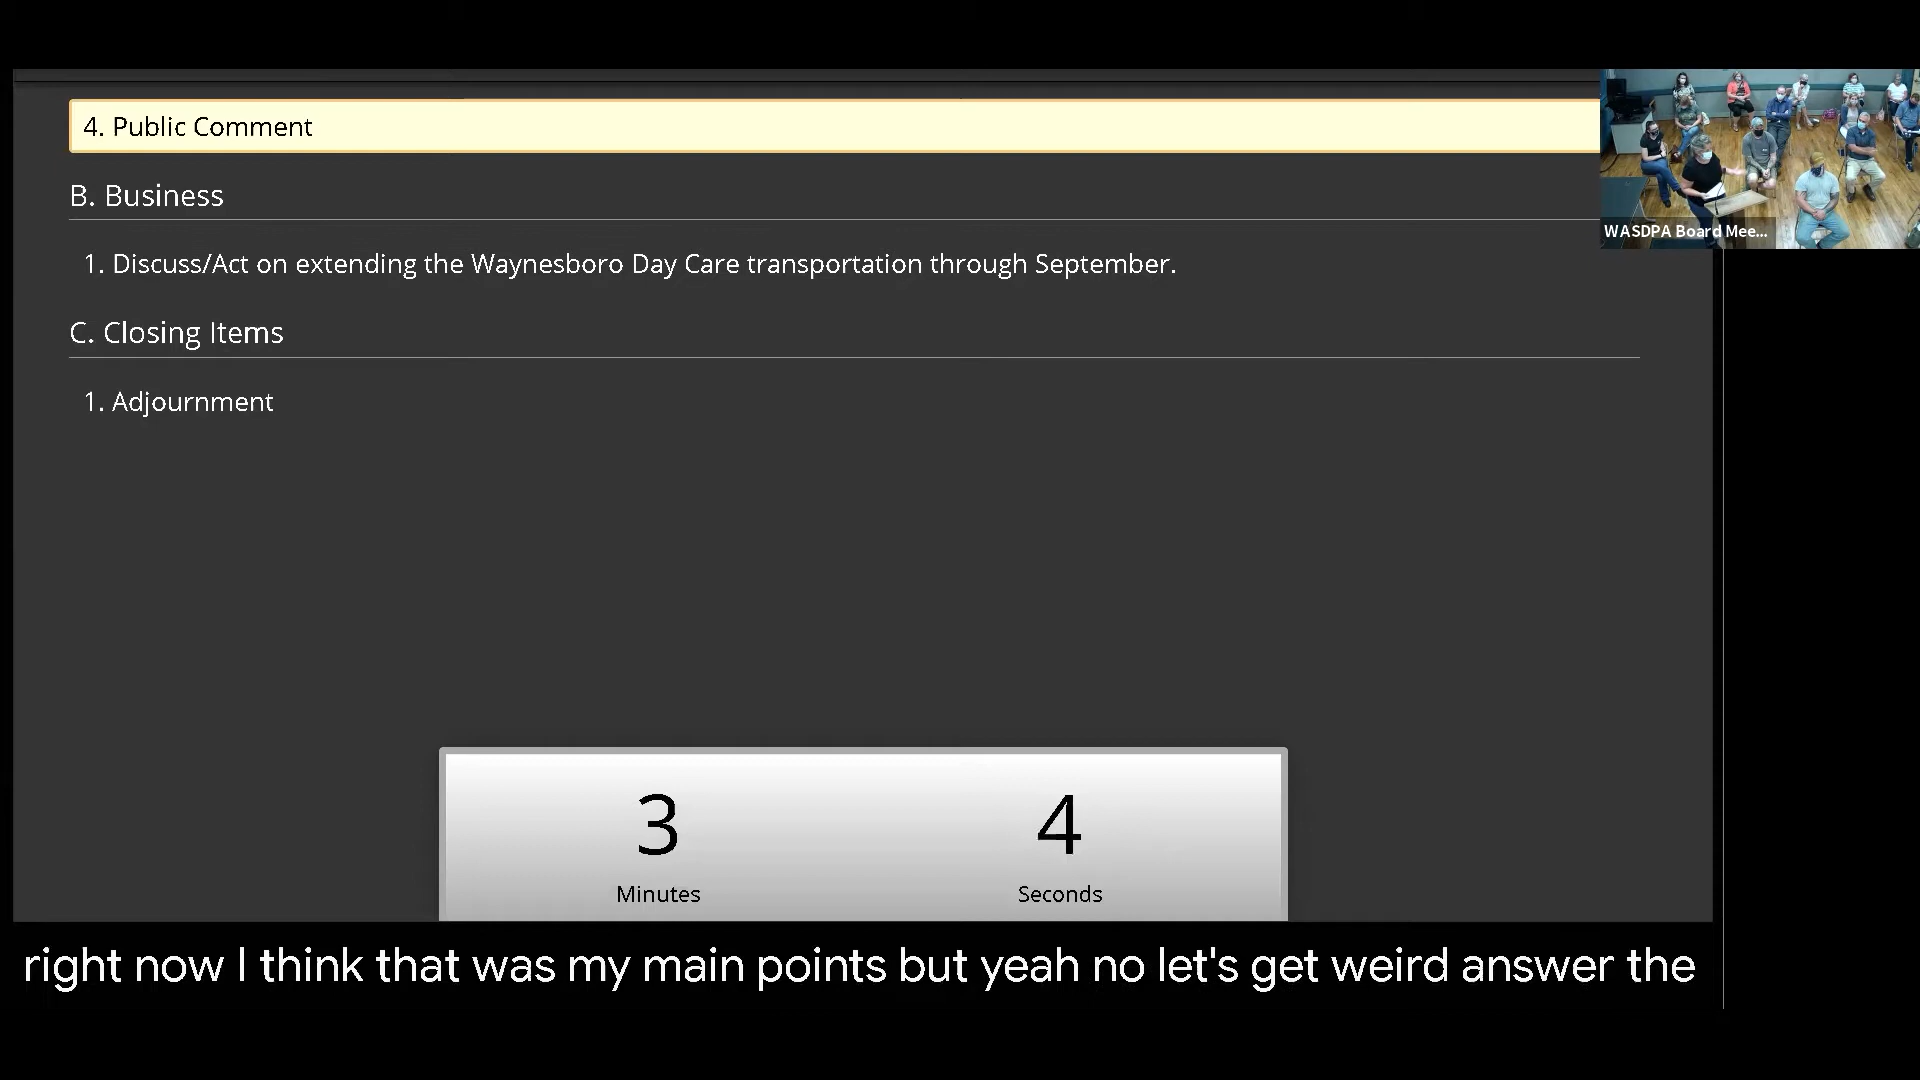 4. Public Comment
WASDPA Board Mee...
B. Business
1. Discuss/Act on extending the Waynesboro Day Care transportation through September.
C. Closing Items
1. Adjournment
3 4
Minutes Seconds
right now I think that was my main points but yeah no let's get weird answer the